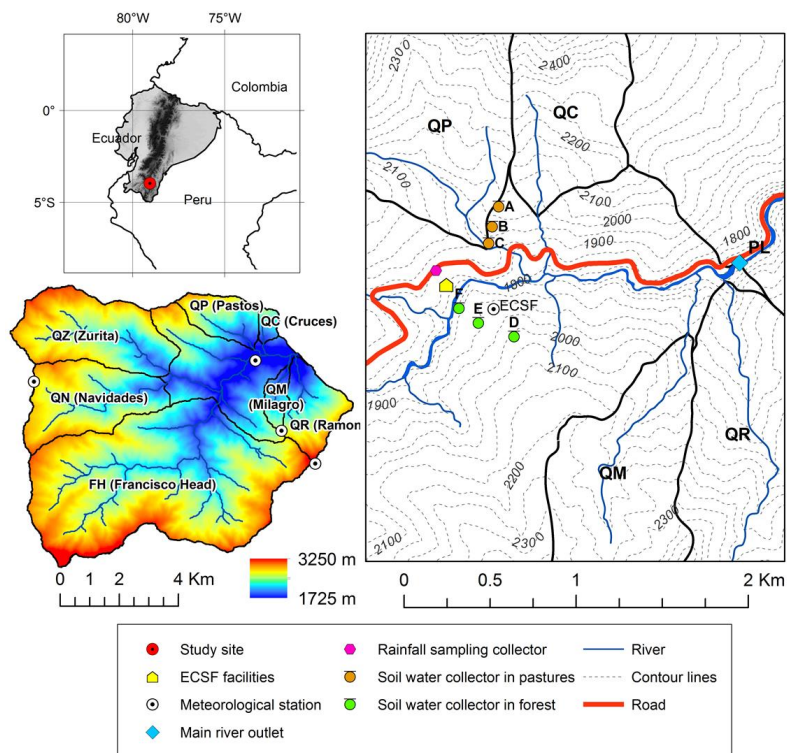 80°W
75°W
0°
5°S
Colombia
Ecuador
Peru
QP (Pastos)
QC (Cruces)
QZ (Zurita)
QM
(Milagro)
QN (Navidades)
QR (Ramon
FH (Francisco Head)
3250 m
1725 m
0 1 2 4 Km
2300
2400
QP
QC
2200
2100
2100
2000
1900
1800
A
B
C
PL
F
E
D
ECSF
2000
2100
1900
2200
QM
QR
2300
2300
2100
0 0.5 1 2 Km
Study site
ECSF facilities
Meteorological station
Main river outlet
Rainfall sampling collector
Soil water collector in pastures
Soil water collector in forest
River
Contour lines
Road